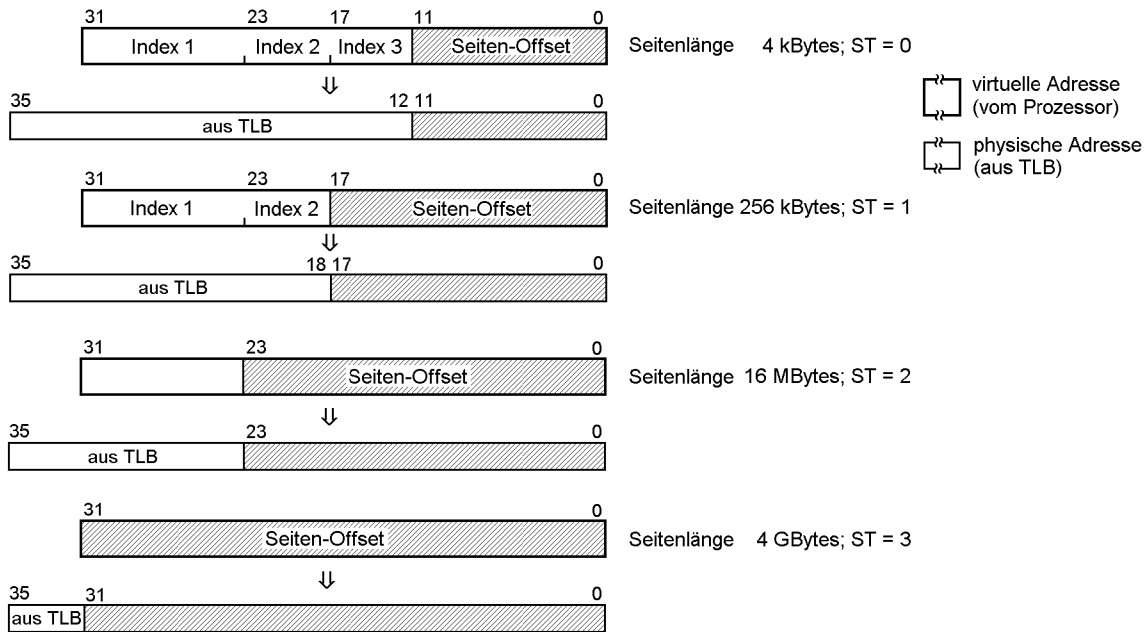 31 23 17 11 0
Index 1 Index 2 Index 3 Seiten-Offset Seitenlänge 4 kBytes; ST = 0
⇓
35 12 11 0
aus TLB
virtuelle Adresse
(vom Prozessor)
physische Adresse
(aus TLB)
31 23 17 0
Index 1 Index 2 Seiten-Offset Seitenlänge 256 kBytes; ST = 1
⇓
35 18 17 0
aus TLB
31 23 0
Seiten-Offset Seitenlänge 16 MBytes; ST = 2
⇓
35 23 0
aus TLB
31 0
Seiten-Offset Seitenlänge 4 GBytes; ST = 3
⇓
35 31 0
aus TLB